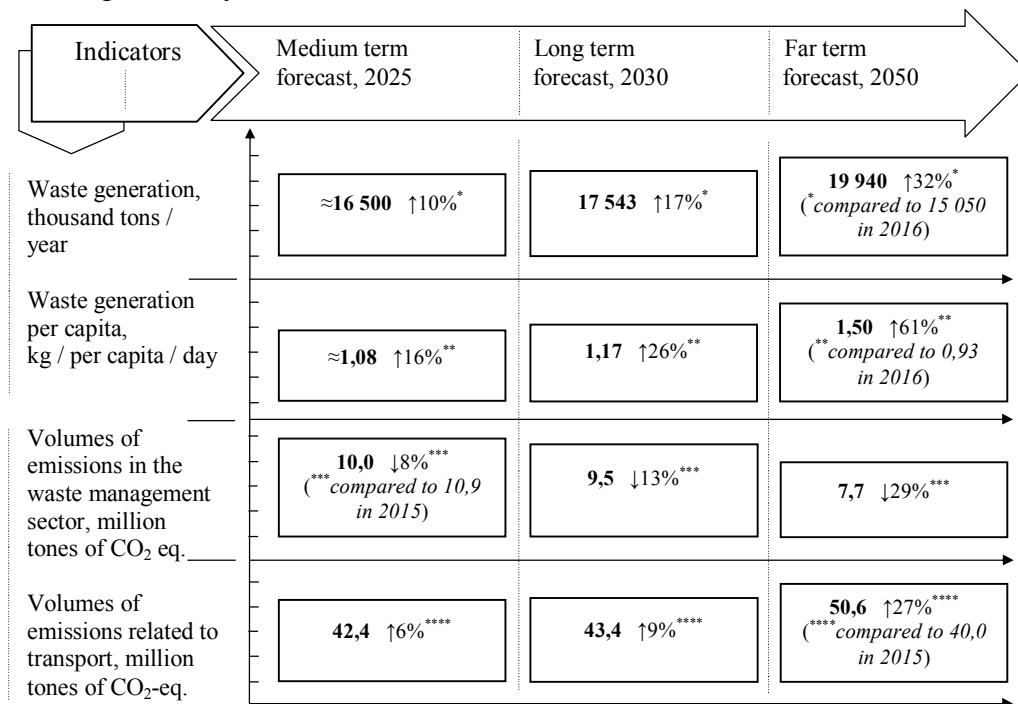 Indicators
Medium term
forecast, 2025
Long term
forecast, 2030
Far term
forecast, 2050
Waste generation,
thousand tons /
year
≈16 500 ↑10%*
17 543 ↑17%*
19 940 ↑32%*
(*compared to 15 050
in 2016)
Waste generation
per capita,
kg / per capita / day
≈1,08 ↑16%**
1,17 ↑26%**
1,50 ↑61%**
(**compared to 0,93
in 2016)
Volumes of
emissions in the
waste management
sector, million
tones of CO₂ eq.
10,0 ↓8%***
(***compared to 10,9
in 2015)
9,5 ↓13%***
7,7 ↓29%***
Volumes of
emissions related to
transport, million
tones of CO₂-eq.
42,4 ↑6%****
43,4 ↑9%****
50,6 ↑27%****
(****compared to 40,0
in 2015)